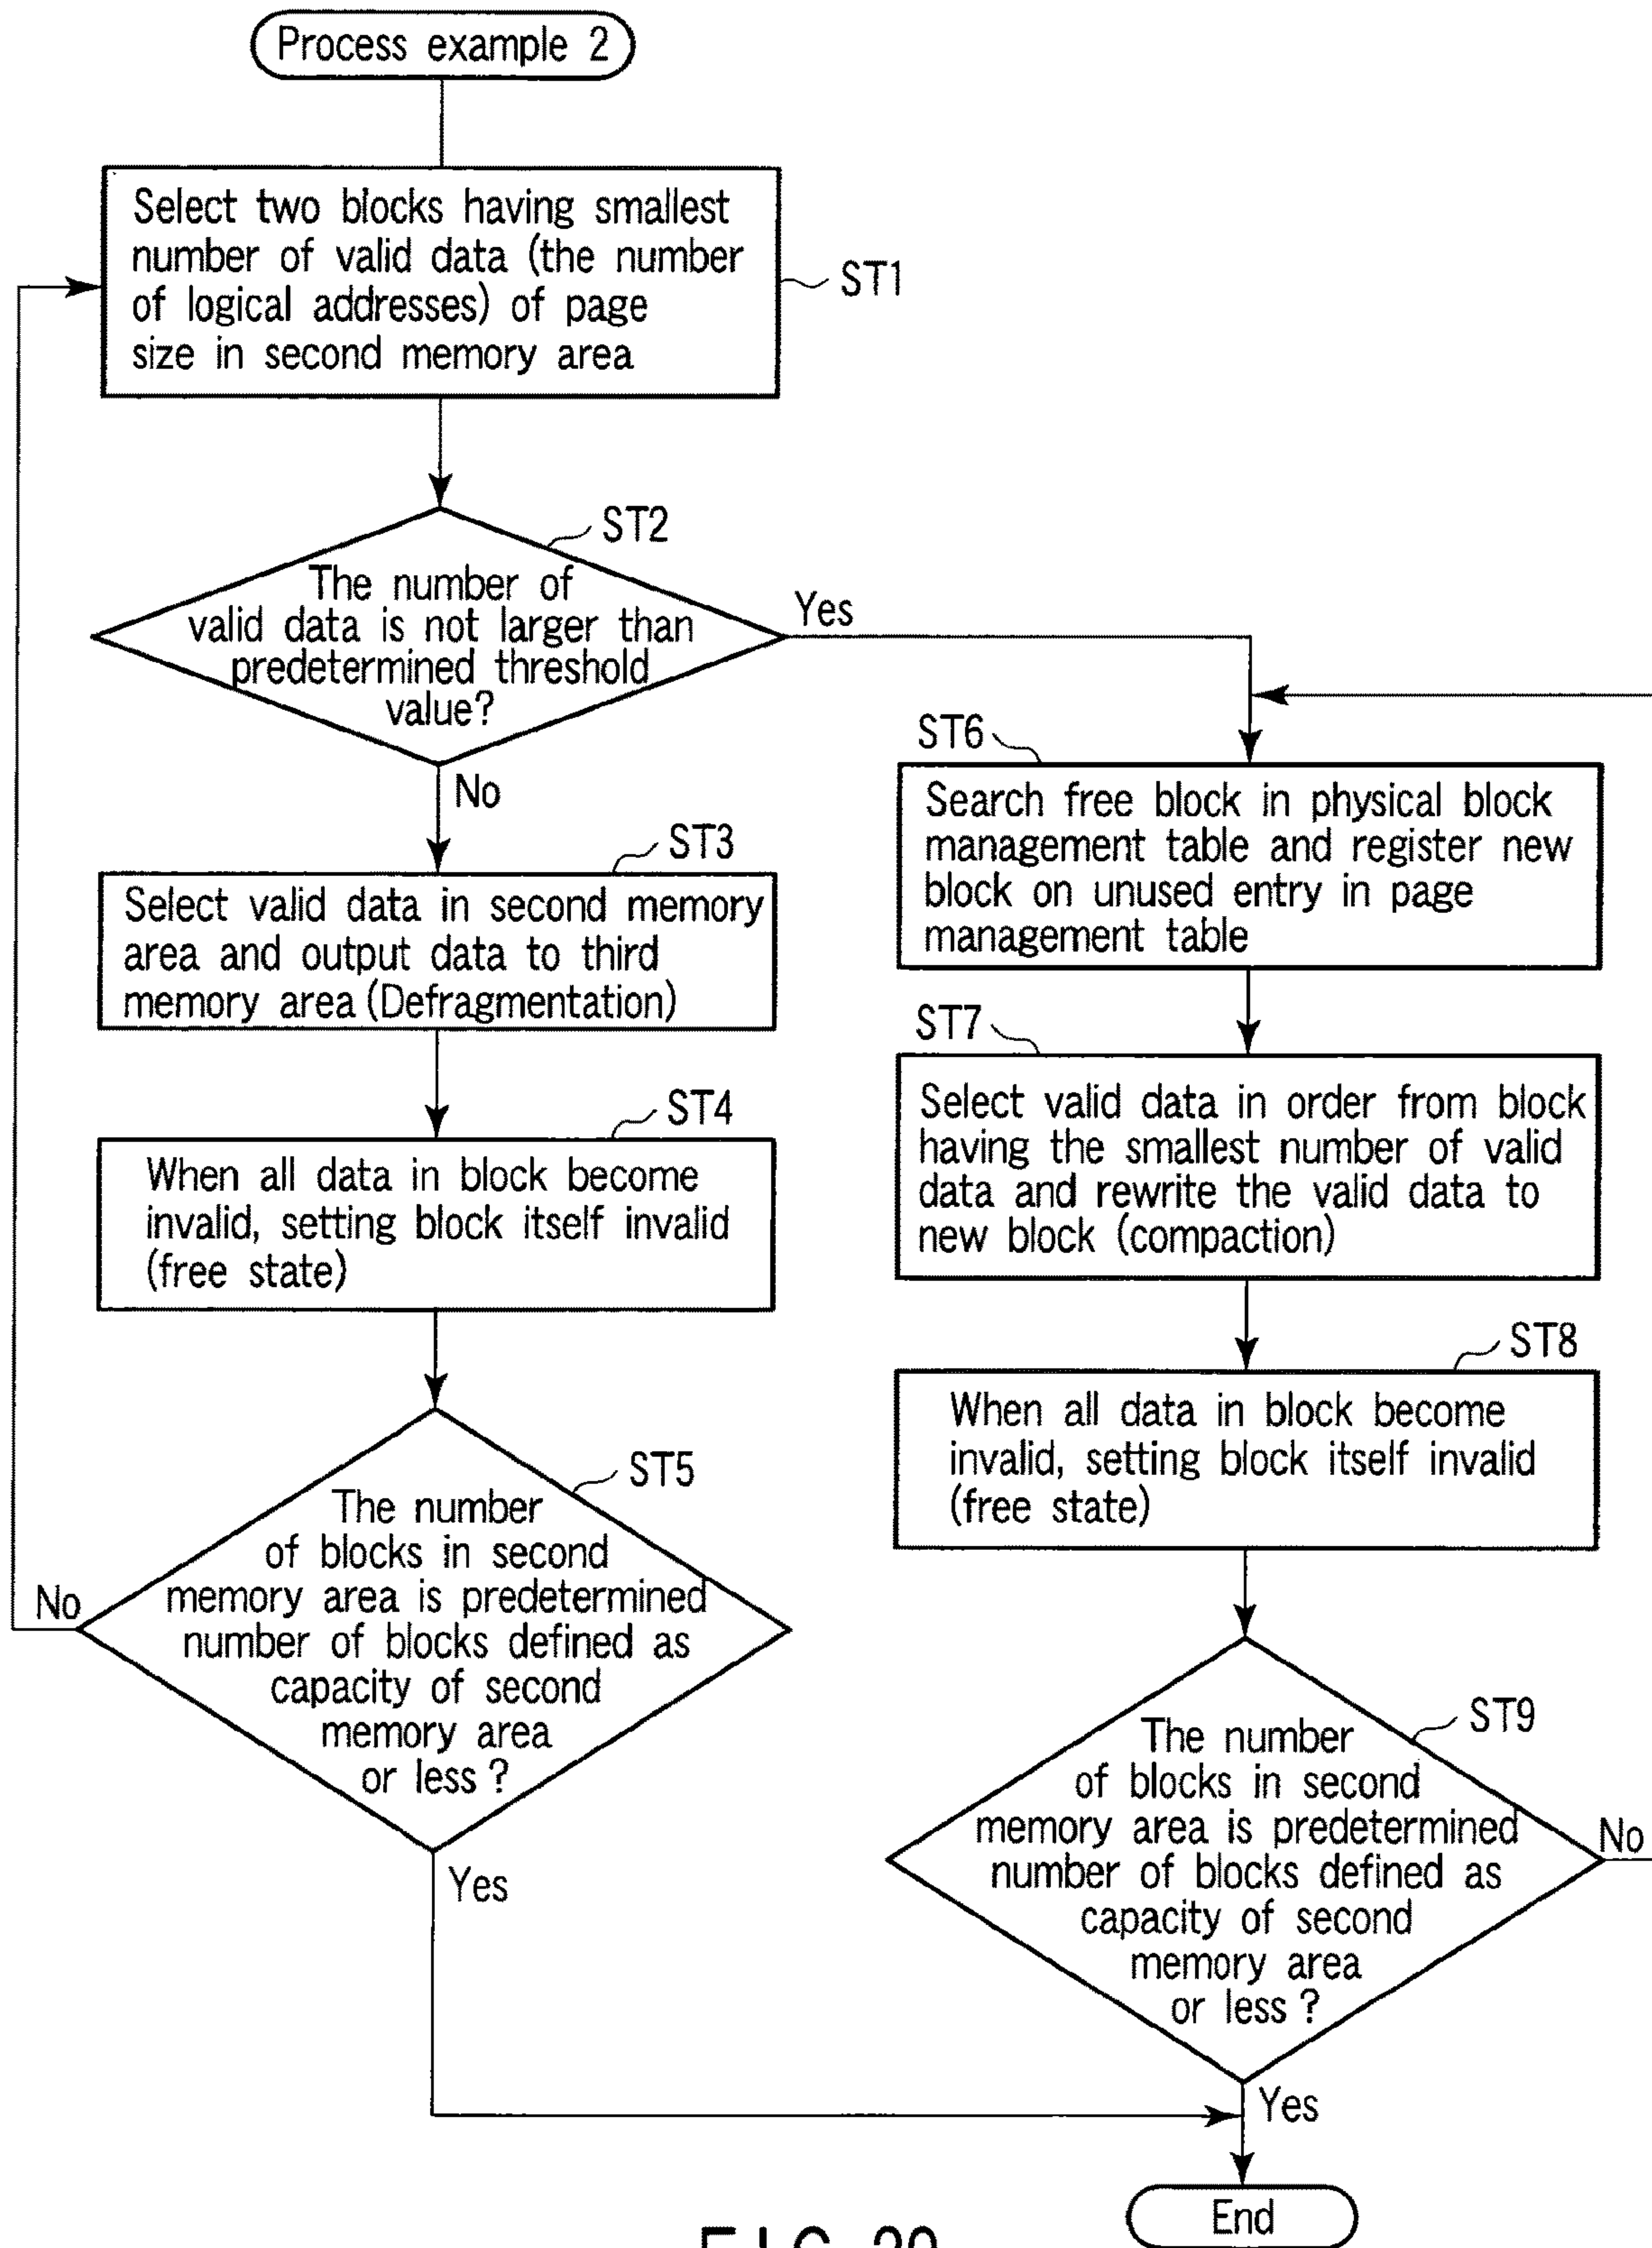 Process example 2
Select two blocks having smallest
number of valid data (the number
of logical addresses) of page
size in second memory area
ST1
ST2
The number of
valid data is not larger than
predetermined threshold
value?
Yes
No
ST3
Select valid data in second memory
area and output data to third
memory area (Defragmentation)
ST4
When all data in block become
invalid, setting block itself invalid
(free state)
ST5
The number
of blocks in second
memory area is predetermined
number of blocks defined as
capacity of second
memory area
or less?
No
Yes
ST6
Search free block in physical block
management table and register new
block on unused entry in page
management table
ST7
Select valid data in order from block
having the smallest number of valid
data and rewrite the valid data to
new block (compaction)
ST8
When all data in block become
invalid, setting block itself invalid
(free state)
ST9
The number
of blocks in second
memory area is predetermined
number of blocks defined as
capacity of second
memory area
or less?
No
Yes
End